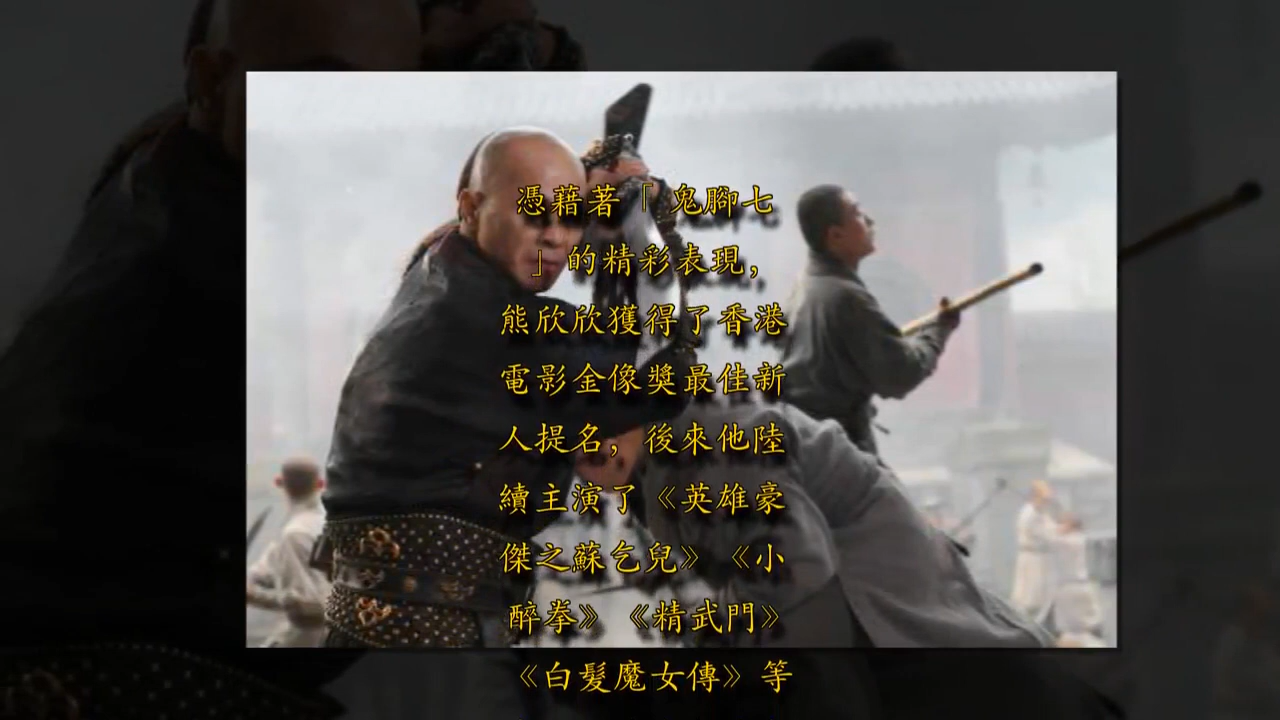 憑藉著「鬼腳七
」的精彩表現,
熊欣欣獲得了香港
電影金像獎最佳新
人提名,後來他陸
續主演了《英雄豪
傑之蘇乞兒》《小
醉拳》《精武門》
《白髮魔女傳》等